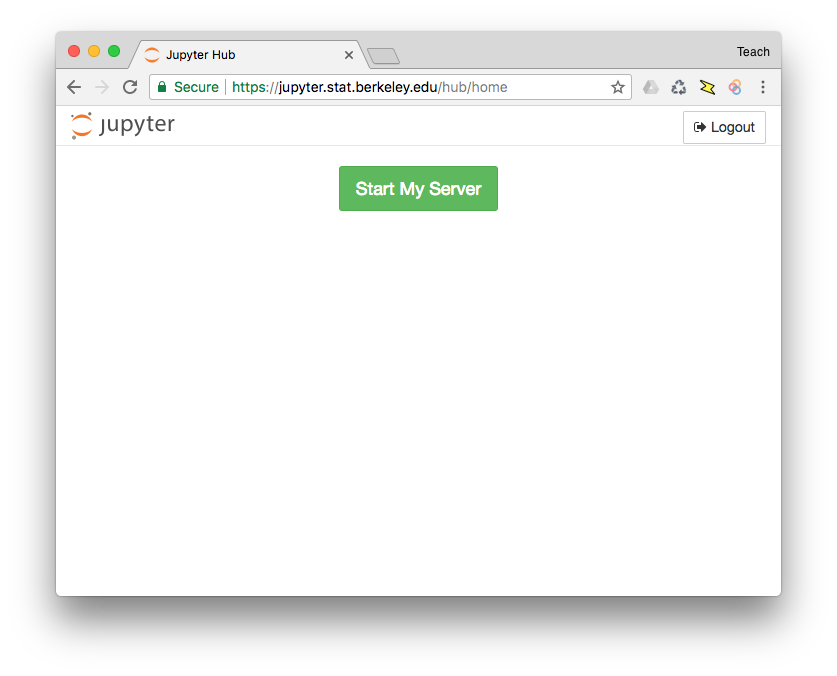 Jupyter Hub
Teach
Secure https://jupyter.stat.berkeley.edu/hub/home
jupyter
Logout
Start My Server